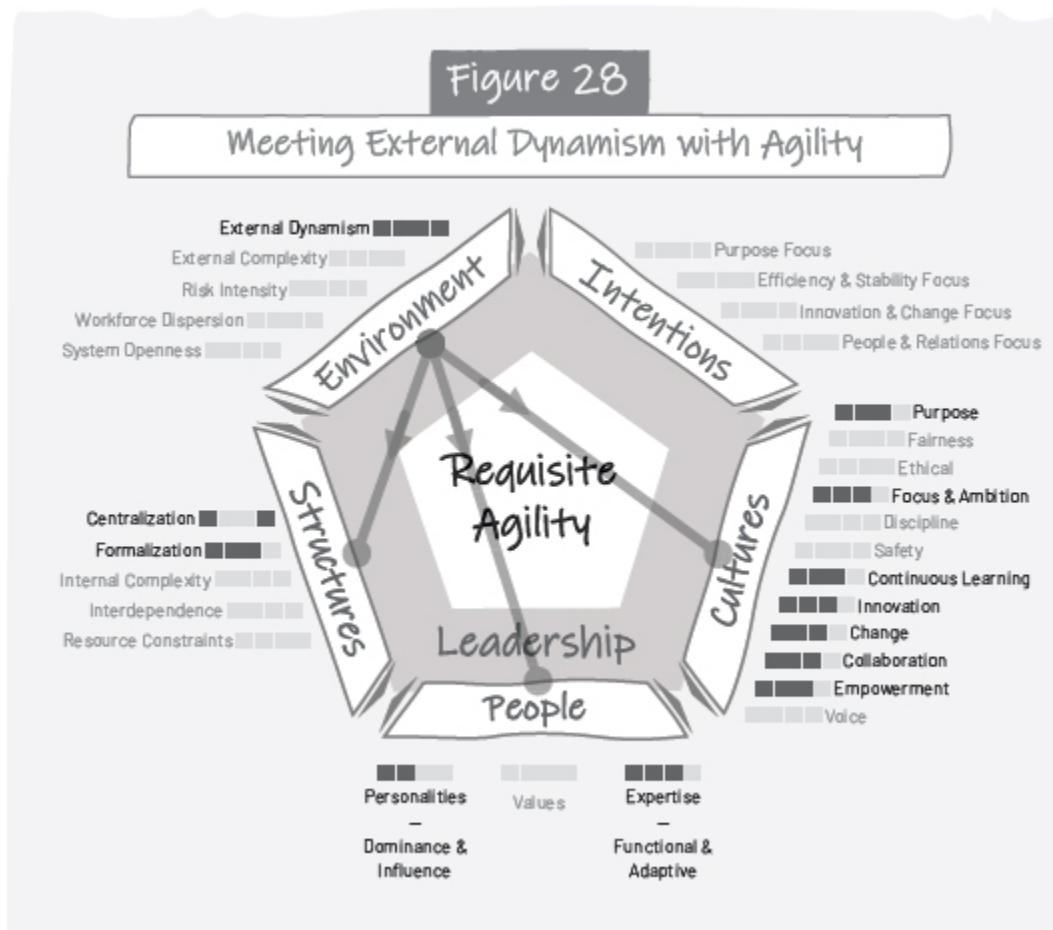 Figure 28
Meeting External Dynamism with Agility
External Dynamism
External Complexity
Risk Intensity
Workforce Dispersion
System Openness
Environment
Intentions
Purpose Focus
Efficiency & Stability Focus
Innovation & Change Focus
People & Relations Focus
Requisite
Agility
Leadership
Structures
Centralization
Formalization
Internal Complexity
Interdependence
Resource Constraints
Cultures
Purpose
Fairness
Ethical
Focus & Ambition
Discipline
Safety
Continuous Learning
Innovation
Change
Collaboration
Empowerment
Voice
People
Personalities
–
Dominance &
Influence
Values
Expertise
–
Functional &
Adaptive